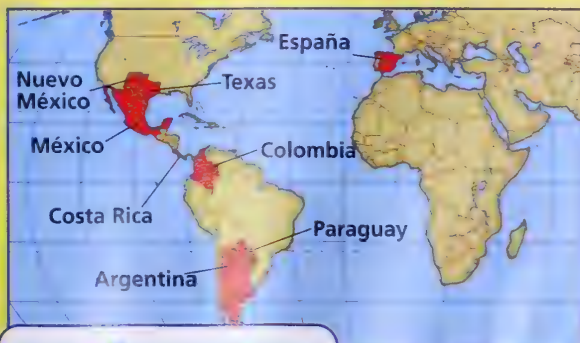 España
Nuevo
México
Texas
México
Colombia
Costa Rica
Paraguay
Argentina